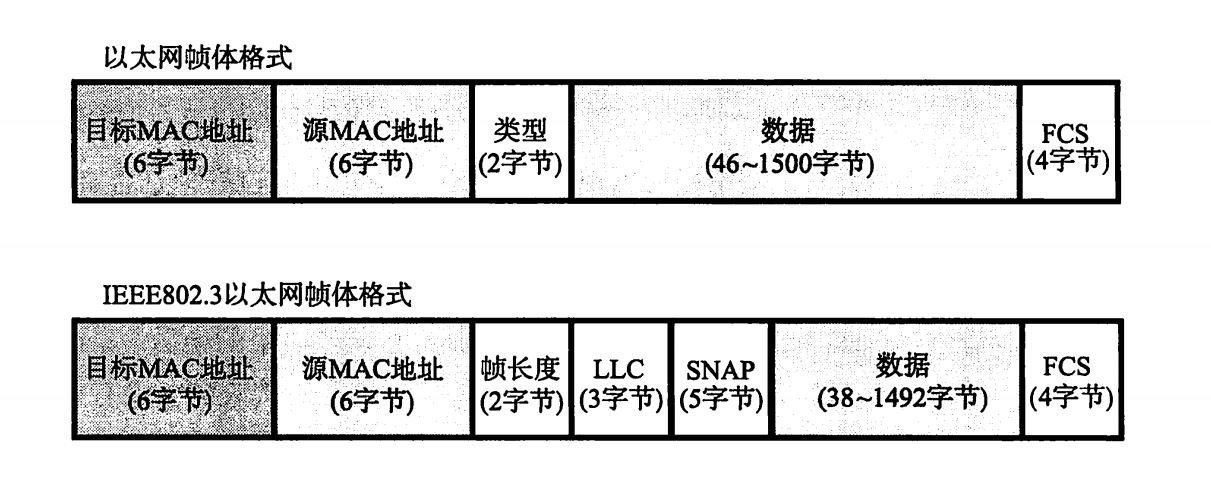 以太网帧体格式
目标MAC地址 源MAC地址 类型 数据 FCS
(6字节) (6字节) (2字节) (46~1500字节) (4字节)
IEEE802.3以太网帧体格式
目标MAC地址 源MAC地址 帧长度 LLC SNAP 数据 FCS
(6字节) (6字节) (2字节) (3字节) (5字节) (38~1492字节) (4字节)